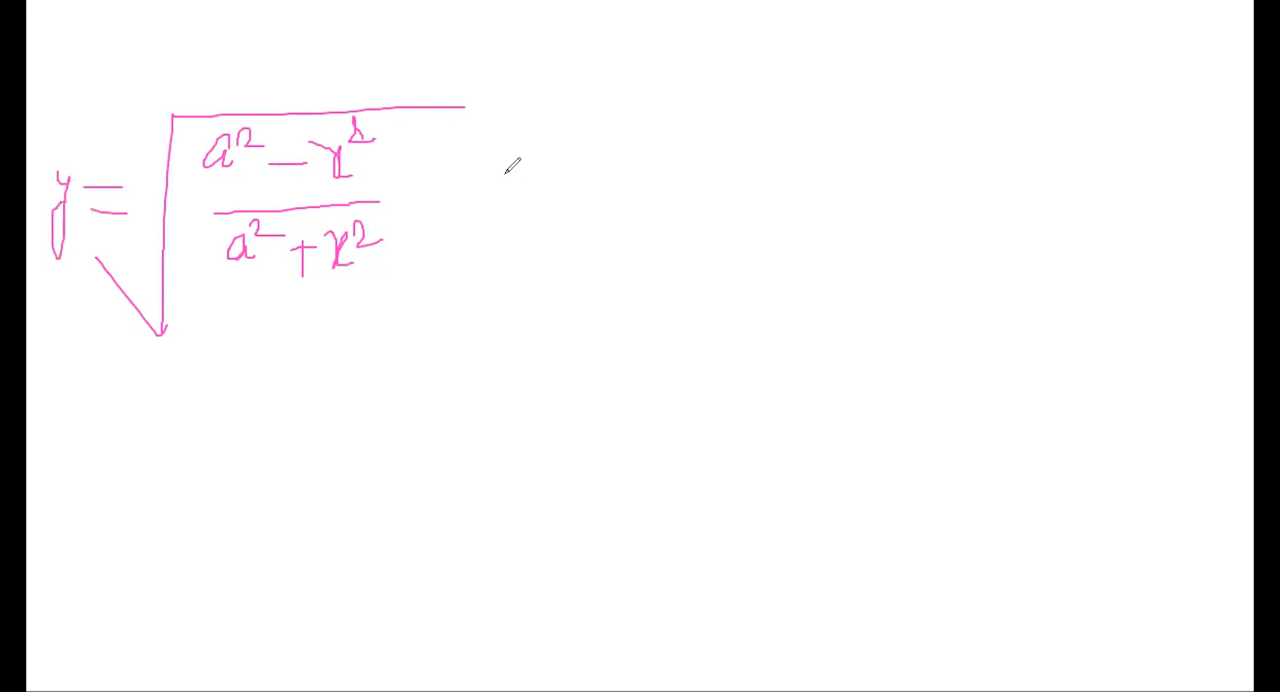 y = √((a² - x²)/(a² + x²))